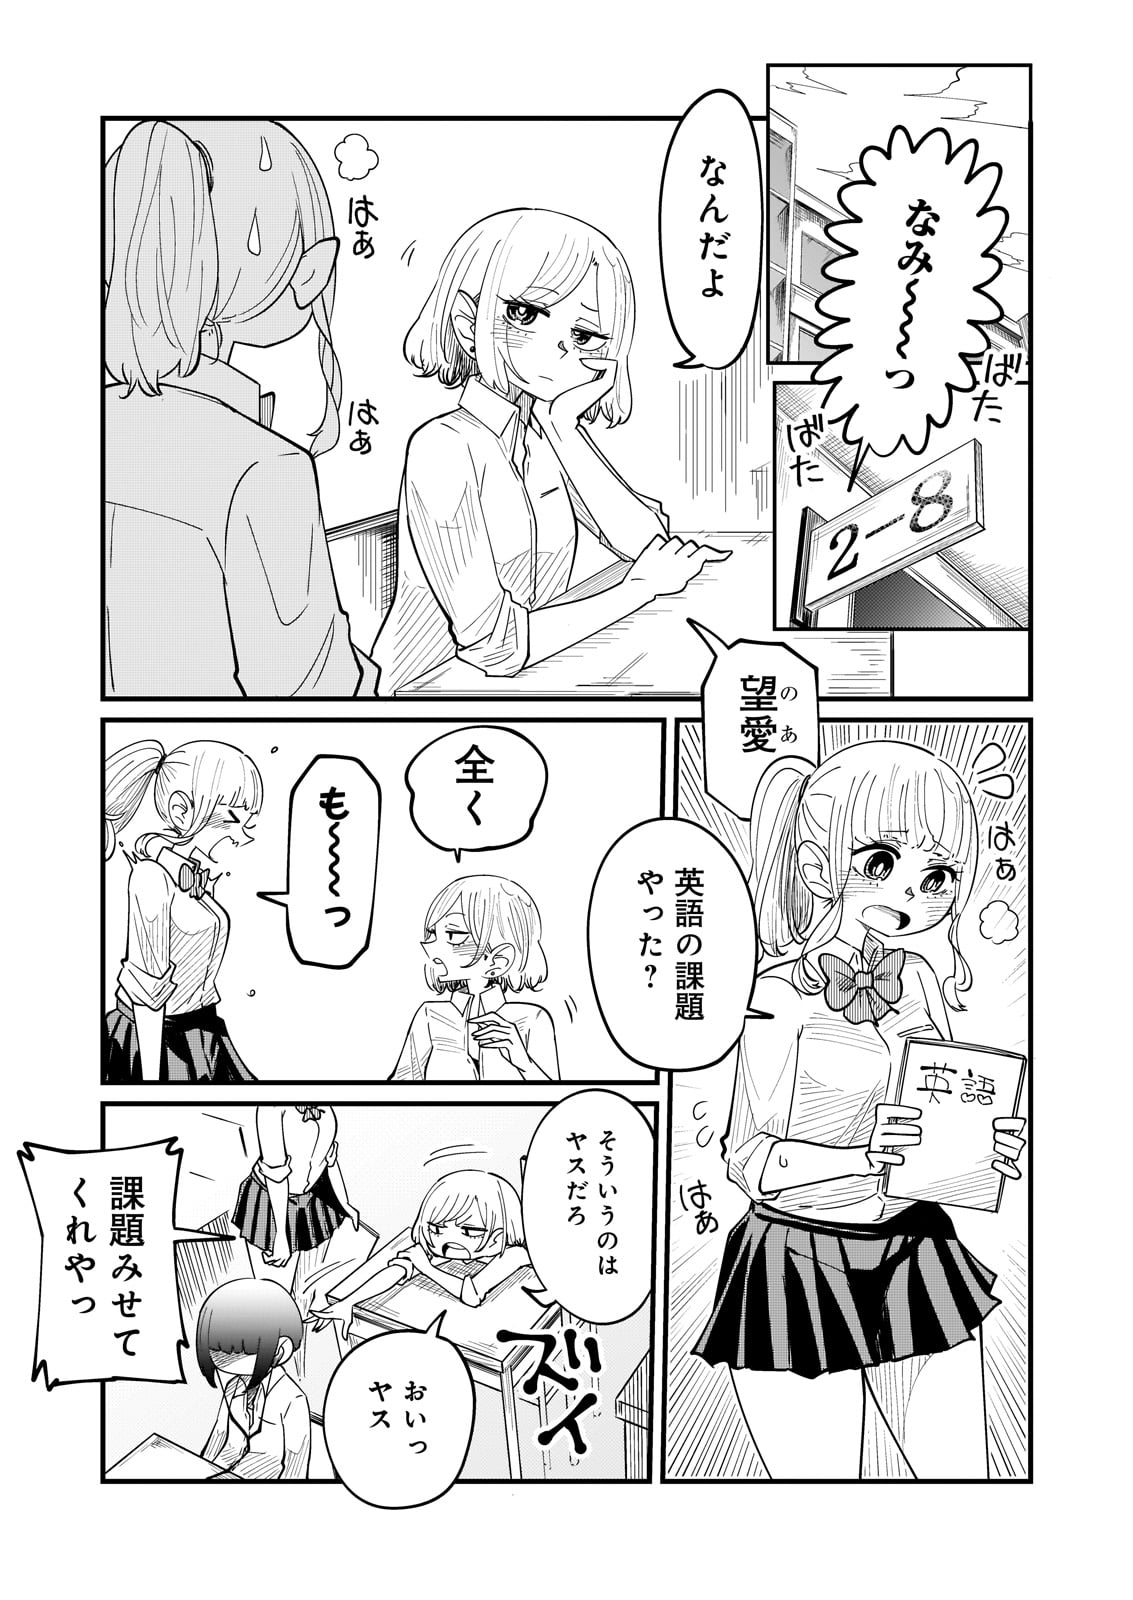 なみ～～～っ
ばた
ばた
2-8
なんだよ
はぁ
はぁ
望愛
のあ
英語の課題
やった？
はぁ
英語
はぁ
全く
も～～～っ
そういうのは
ヤスだろ
ズイ
おいっ
ヤス
課題みせて
くれやっ